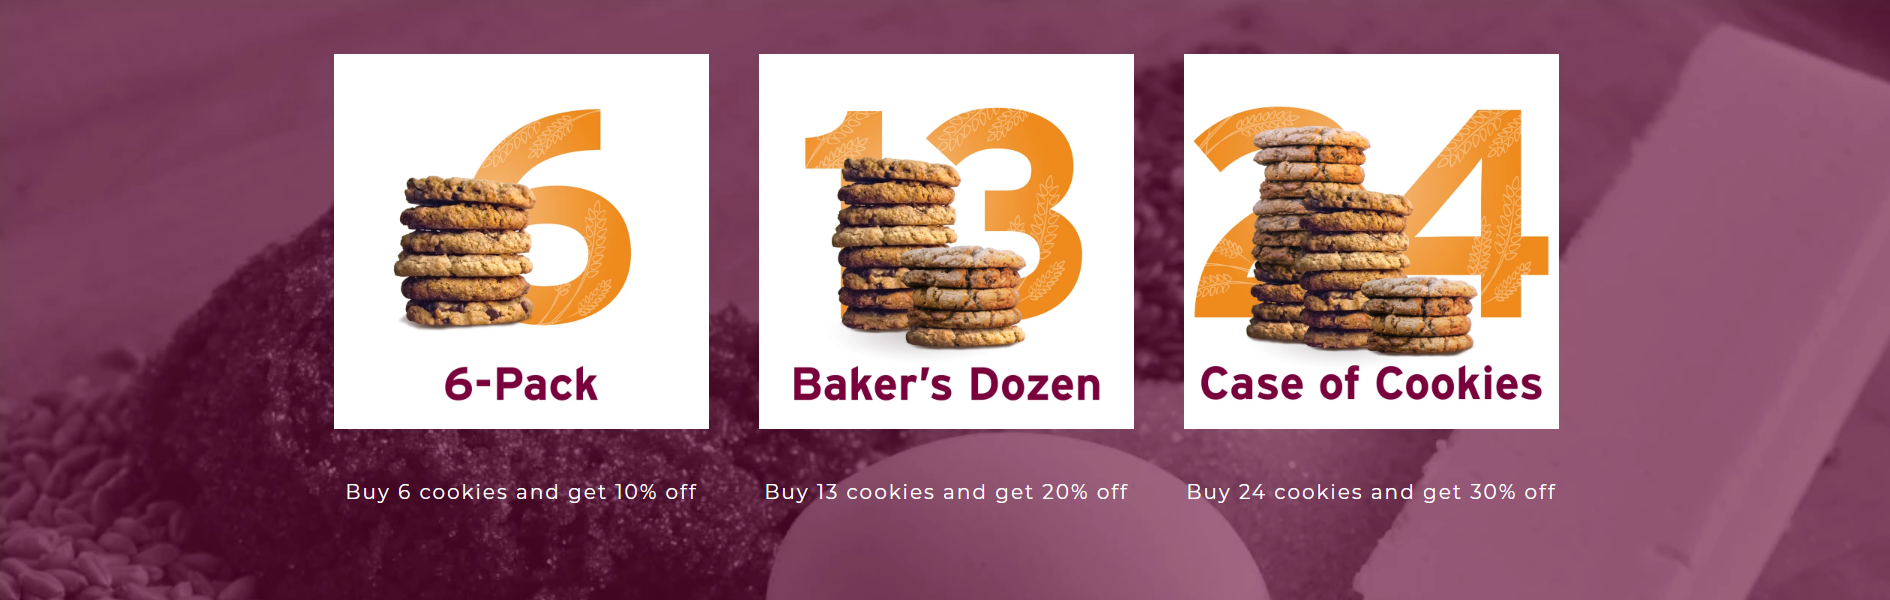 6
6-Pack
Buy 6 cookies and get 10% off
13
Baker's Dozen
Buy 13 cookies and get 20% off
24
Case of Cookies
Buy 24 cookies and get 30% off